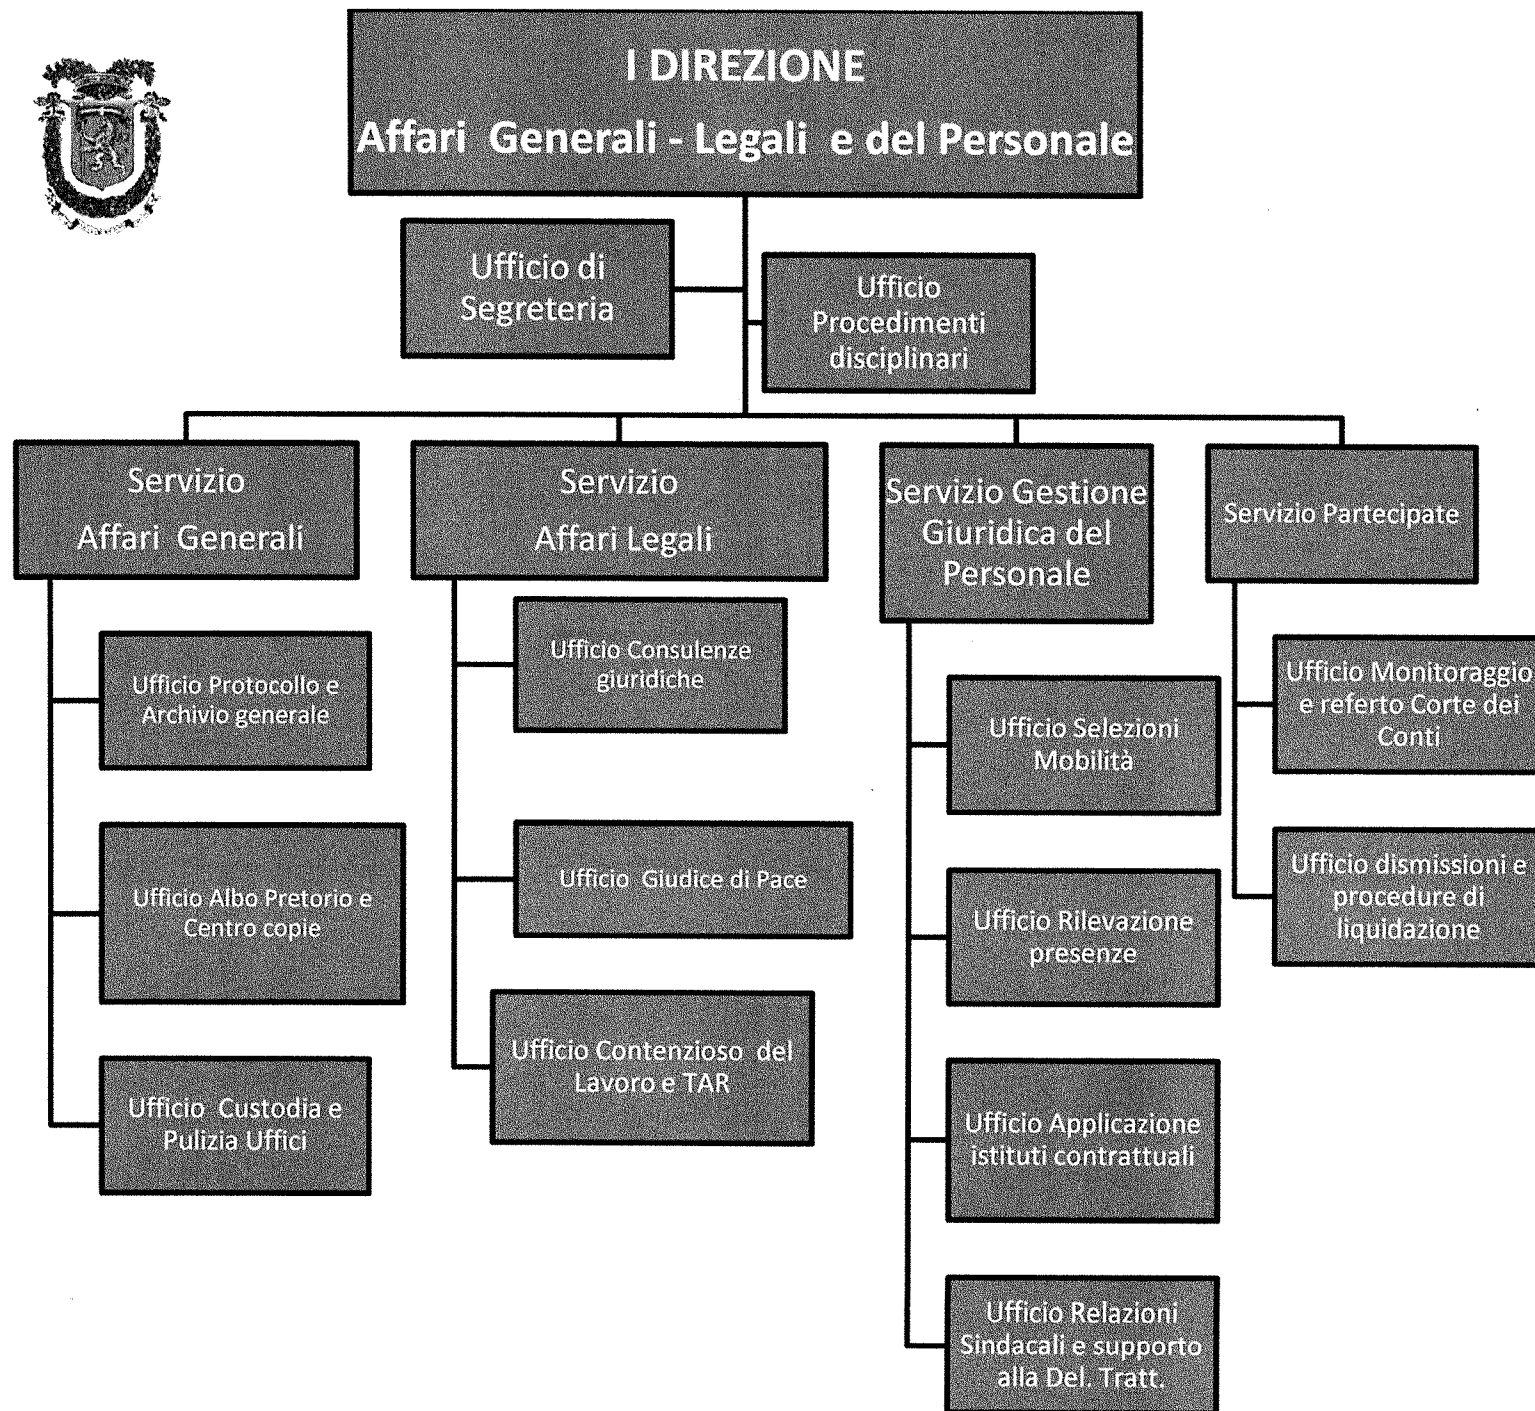 I DIREZIONE
Affari Generali - Legali e del Personale
Ufficio di
Segreteria
Ufficio
Procedimenti
disciplinari
Servizio
Affari Generali
Servizio
Affari Legali
Servizio Gestione
Giuridica del
Personale
Servizio Partecipate
Ufficio Protocollo e
Archivio generale
Ufficio Albo Pretorio e
Centro copie
Ufficio Custodia e
Pulizia Uffici
Ufficio Consulenze
giuridiche
Ufficio Giudice di Pace
Ufficio Contenzioso del
Lavoro e TAR
Ufficio Selezioni
Mobilità
Ufficio Rilevazione
presenze
Ufficio Applicazione
istituti contrattuali
Ufficio Relazioni
Sindacali e supporto
alla Del. Tratt.
Ufficio Monitoraggio
e referto Corte dei
Conti
Ufficio dismissioni e
procedure di
liquidazione